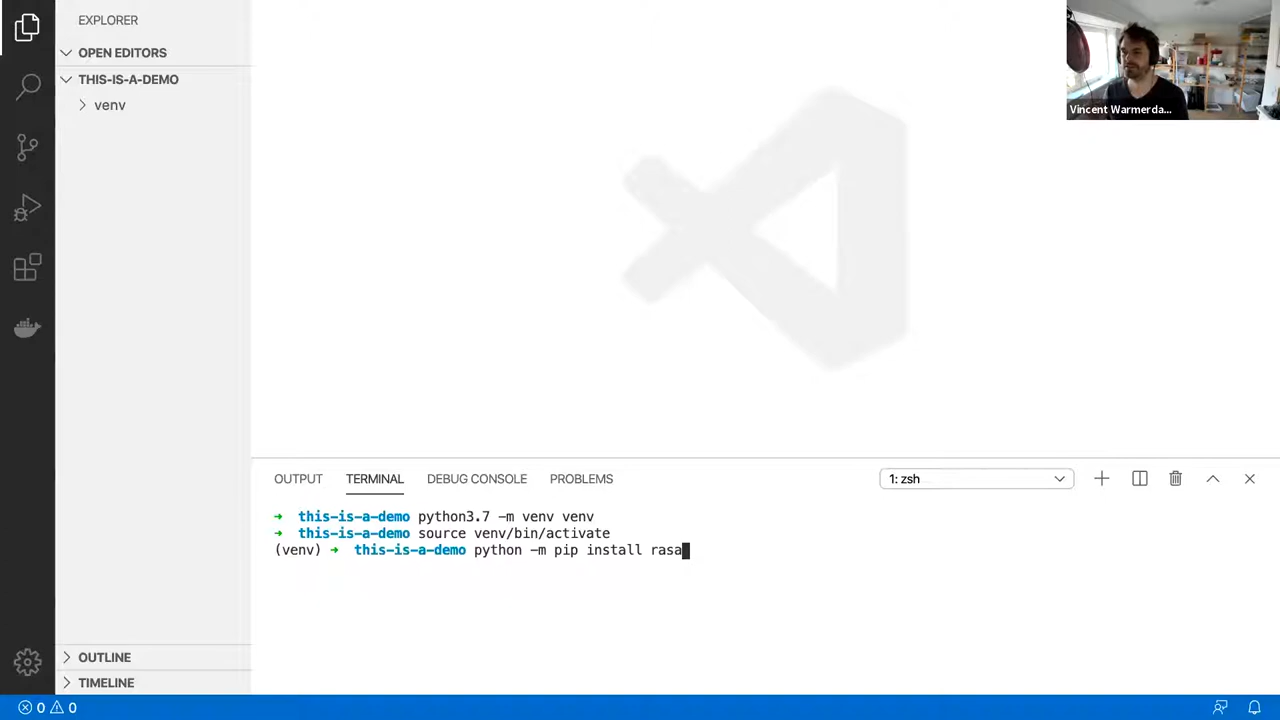 EXPLORER
OPEN EDITORS
THIS-IS-A-DEMO
venv
Vincent Warmerda...
OUTPUT TERMINAL DEBUG CONSOLE PROBLEMS 1: zsh
➜ this-is-a-demo python3.7 -m venv venv
➜ this-is-a-demo source venv/bin/activate
(venv) ➜ this-is-a-demo python -m pip install rasa
OUTLINE
TIMELINE
0 0